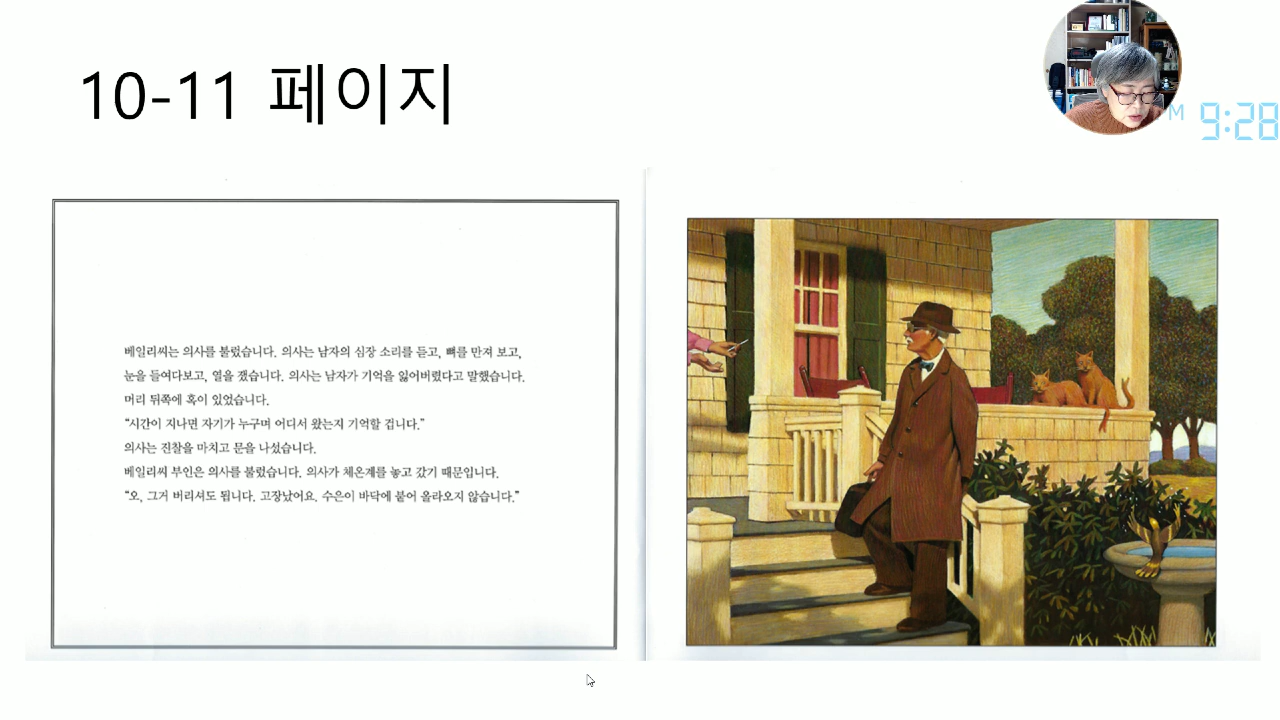 10-11 페이지
M 9:28
베일리씨는 의사를 불렀습니다. 의사는 남자의 심장 소리를 듣고, 뼈를 만져 보고,
눈을 들여다보고, 열을 쟀습니다. 의사는 남자가 기억을 잃어버렸다고 말했습니다.
머리 뒤쪽에 혹이 있었습니다.
"시간이 지나면 자기가 누구며 어디서 왔는지 기억할 겁니다."
의사는 진찰을 마치고 문을 나섰습니다.
베일리씨 부인은 의사를 불렀습니다. 의사가 체온계를 놓고 갔기 때문입니다.
"오, 그거 버리셔도 됩니다. 고장났어요. 수은이 바닥에 붙어 올라오지 않습니다."